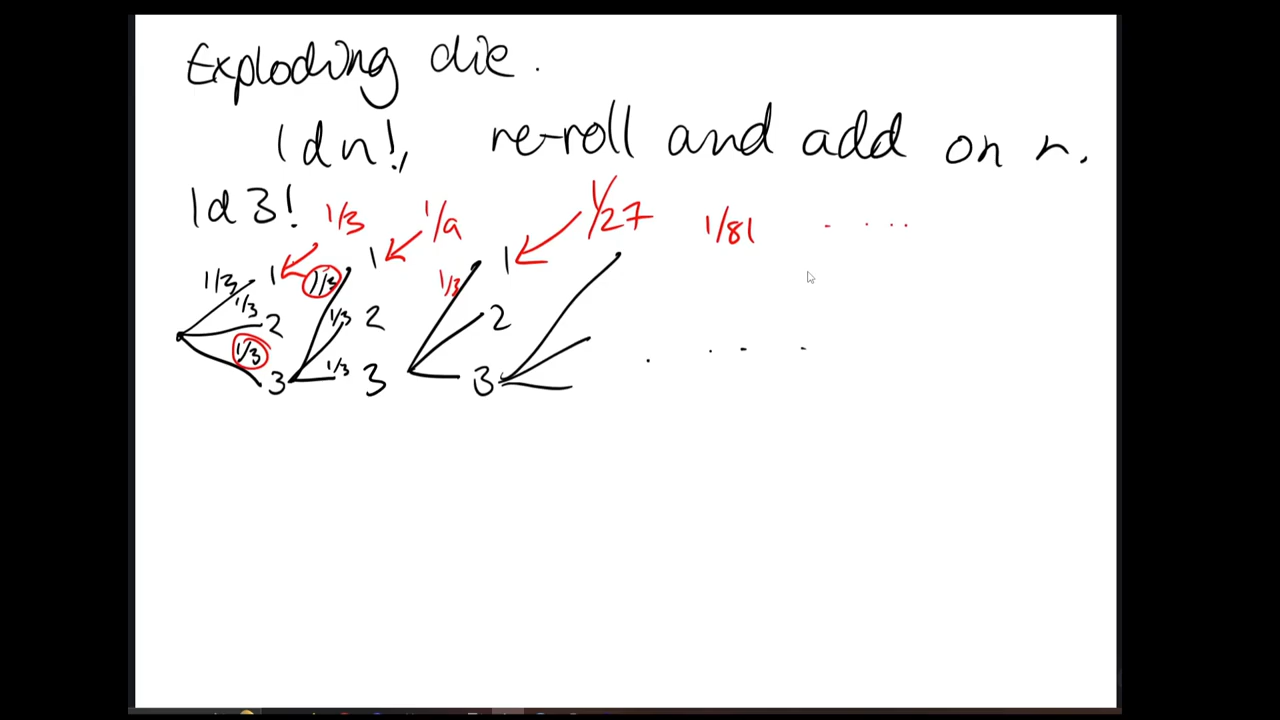 Exploding die.
1dn!, re-roll and add on n.
1d3! 1/3 1/9 1/27 1/81 . . . .
1/3 1 1/3 1 1/3 1
1/3 2 1/3 2 2
1/3 3 1/3 3 3 . . - .